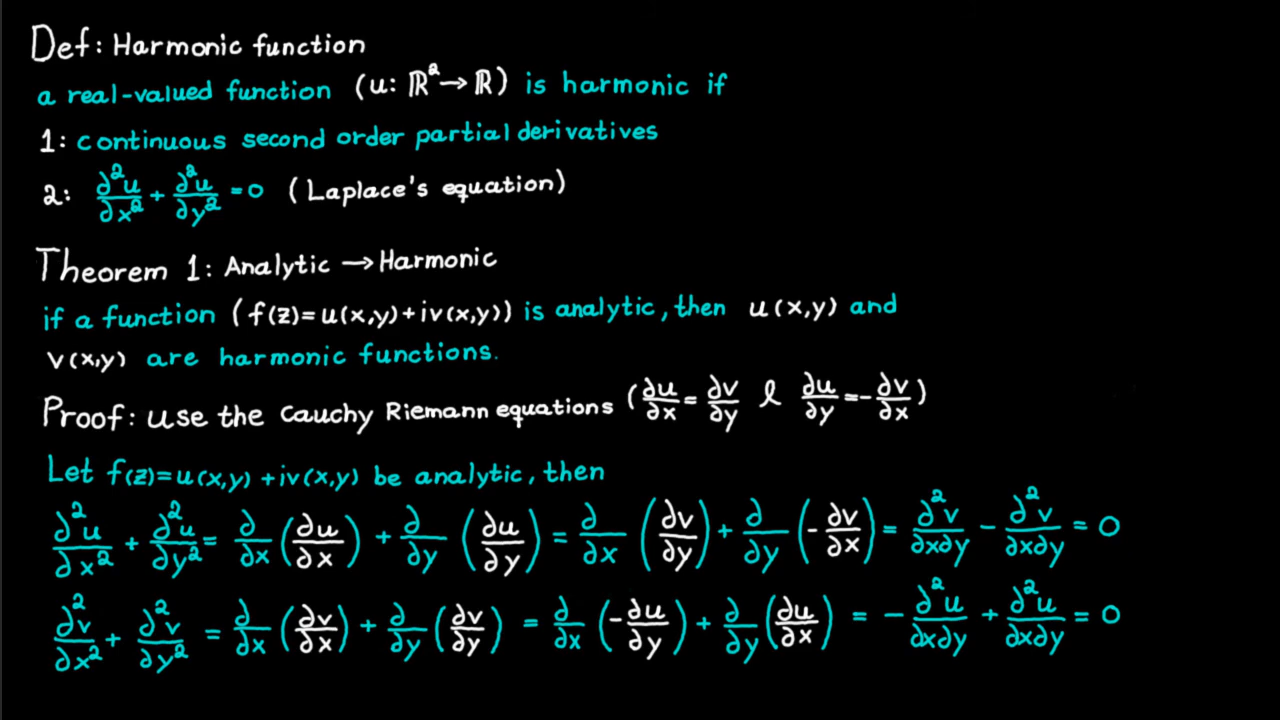 Def: Harmonic function
a real-valued function (u: ℝ² → ℝ) is harmonic if
1: continuous second order partial derivatives
2: ∂²u/∂x² + ∂²u/∂y² = 0 (Laplace's equation)
Theorem 1: Analytic → Harmonic
if a function (f(z)=u(x,y)+iv(x,y)) is analytic, then u(x,y) and
v(x,y) are harmonic functions.
Proof: use the Cauchy Riemann equations (∂u/∂x = ∂v/∂y & ∂u/∂y = -∂v/∂x)
Let f(z)=u(x,y)+iv(x,y) be analytic, then
∂²u/∂x² + ∂²u/∂y² = ∂/∂x (∂u/∂x) + ∂/∂y (∂u/∂y) = ∂/∂x (∂v/∂y) + ∂/∂y (-∂v/∂x) = ∂²v/∂x∂y - ∂²v/∂x∂y = 0
∂²v/∂x² + ∂²v/∂y² = ∂/∂x (∂v/∂x) + ∂/∂y (∂v/∂y) = ∂/∂x (-∂u/∂y) + ∂/∂y (∂u/∂x) = -∂²u/∂x∂y + ∂²u/∂x∂y = 0